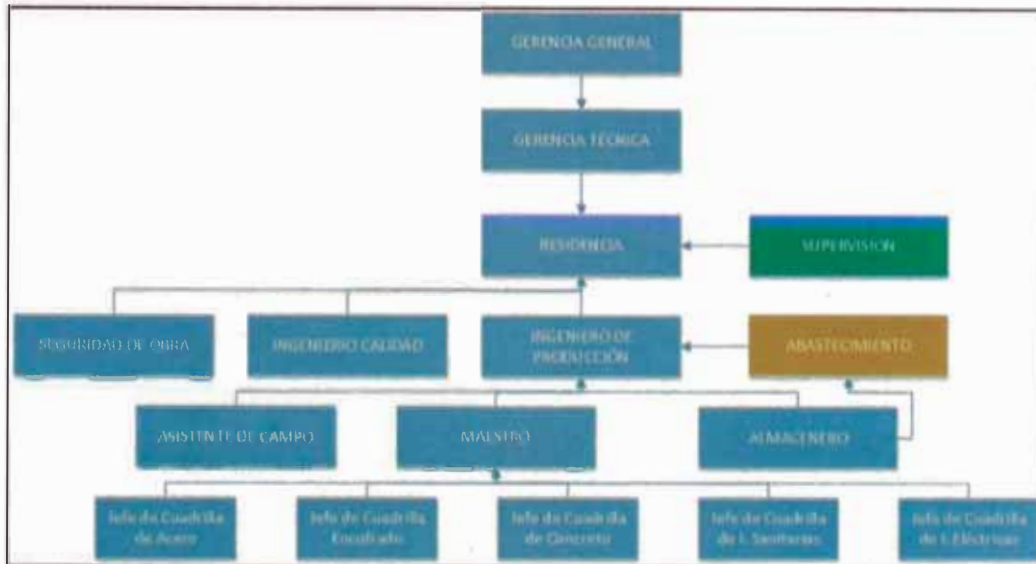 GERENCIA GENERAL
GERENCIA TÉCNICA
RESIDENCIA
SUPERVISIÓN
SEGURIDAD DE OBRA
INGENIERIO CALIDAD
INGENIERO DE
PRODUCCIÓN
ABASTECIMIENTO
ASISTENTE DE CAMPO
MAESTRO
ALMACENERO
Jefe de Cuadrilla
de Acero
Jefe de Cuadrilla
Encofrado
Jefe de Cuadrilla
de Concreto
Jefe de Cuadrilla
de I. Sanitarias
Jefe de Cuadrilla
de I. Eléctricas